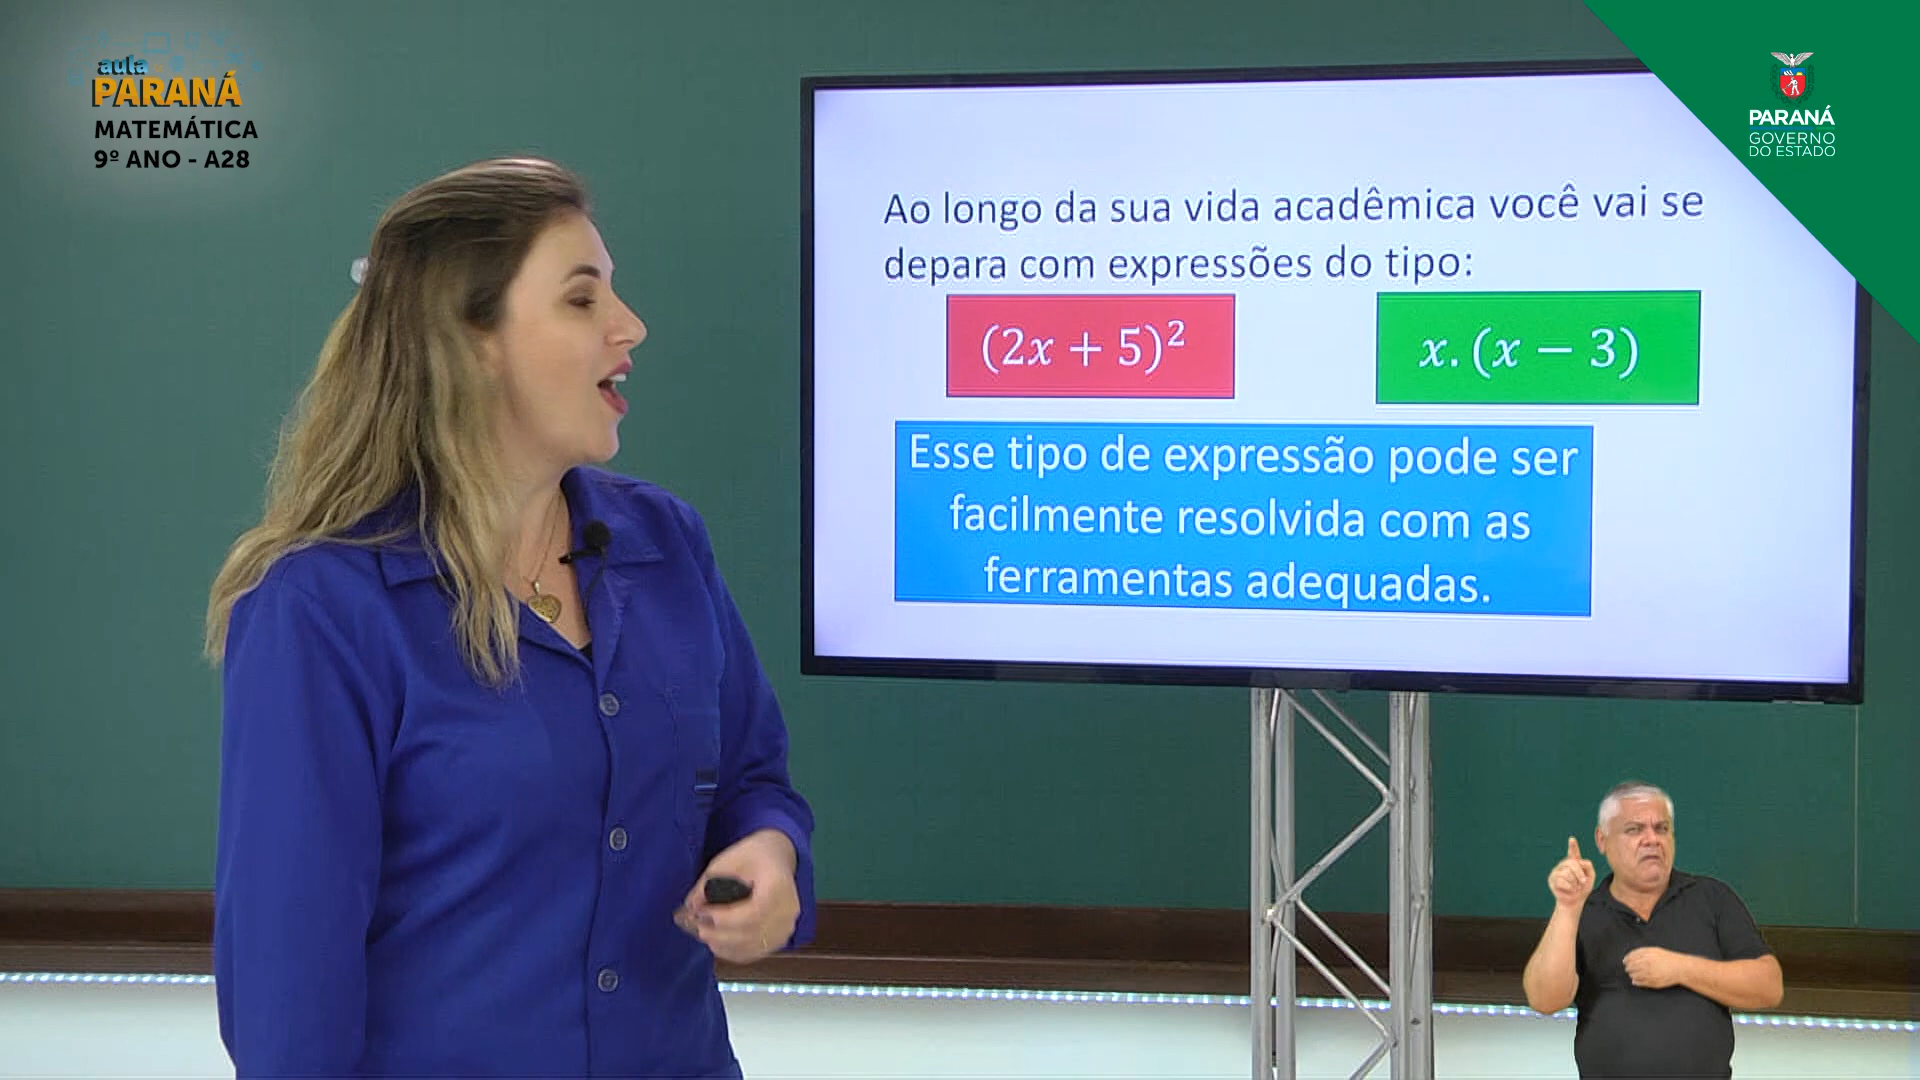 aula
PARANÁ
MATEMÁTICA
9º ANO - A28
PARANÁ
GOVERNO
DO ESTADO
Ao longo da sua vida acadêmica você vai se
depara com expressões do tipo:
(2x + 5)² x.(x − 3)
Esse tipo de expressão pode ser
facilmente resolvida com as
ferramentas adequadas.